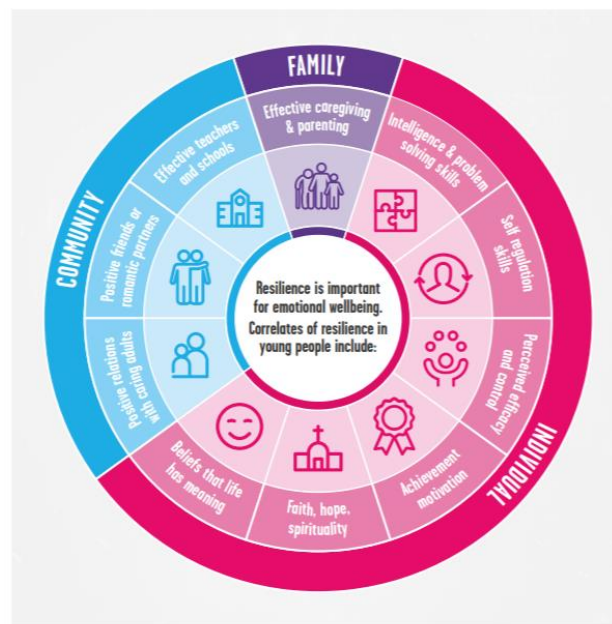 FAMILY
Effective caregiving
& parenting
INDIVIDUAL
Intelligence & problem
solving skills
Self regulation
skills
Perceived efficacy
and control
Achievement
motivation
Faith, hope,
spirituality
Beliefs that life
has meaning
COMMUNITY
Positive relations
with caring adults
Positive friends or
romantic partners
Effective teachers
and schools
Resilience is important
for emotional wellbeing.
Correlates of resilience in
young people include: